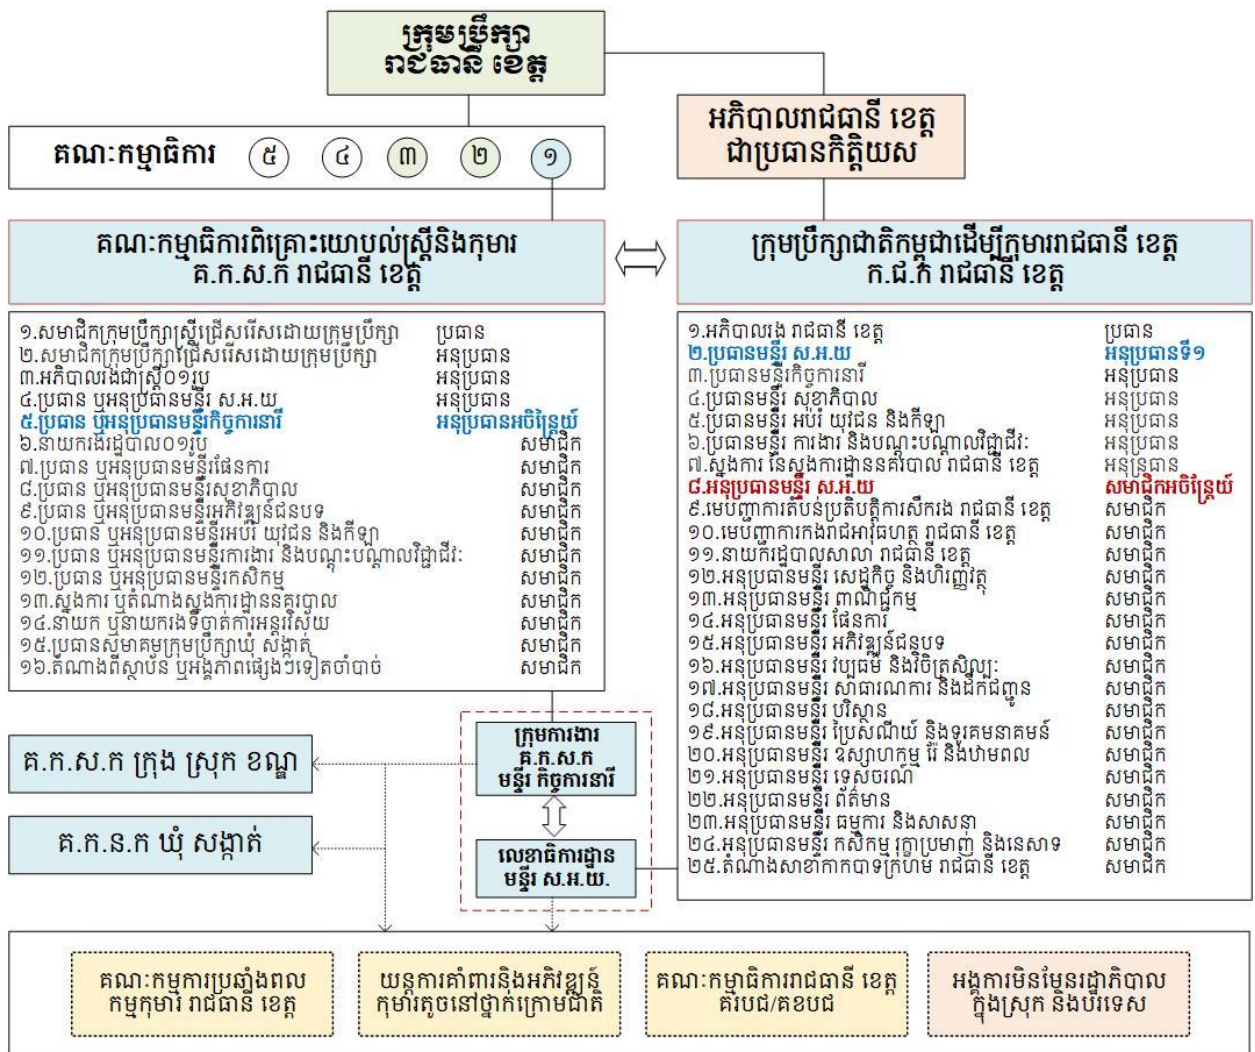 ក្រុមប្រឹក្សា
រាជធានី ខេត្ត
អភិបាលរាជធានី ខេត្ត
ជាប្រធានកិត្តិយស
គណៈកម្មាធិការ ៥ ៤ ៣ ២ ១
គណៈកម្មាធិការពិគ្រោះយោបល់ស្ត្រីនិងកុមារ
គ.ក.ស.ក រាជធានី ខេត្ត
ក្រុមប្រឹក្សាជាតិកម្ពុជាដើម្បីកុមាររាជធានី ខេត្ត
ក.ជ.ក រាជធានី ខេត្ត
១.សមាជិកក្រុមប្រឹក្សាស្ត្រីជ្រើសរើសដោយក្រុមប្រឹក្សា ប្រធាន
២.សមាជិកក្រុមប្រឹក្សាជ្រើសរើសដោយក្រុមប្រឹក្សា អនុប្រធាន
៣.អភិបាលរងជាស្ត្រី០១រូប អនុប្រធាន
៤.ប្រធាន ឬអនុប្រធានមន្ទីរ ស.អ.យ អនុប្រធាន
៥.ប្រធាន ឬអនុប្រធានមន្ទីរកិច្ចការនារី អនុប្រធានអចិន្ត្រៃយ៍
៦.នាយករងរដ្ឋបាល០១រូប សមាជិក
៧.ប្រធាន ឬអនុប្រធានមន្ទីរផែនការ សមាជិក
៨.ប្រធាន ឬអនុប្រធានមន្ទីរសុខាភិបាល សមាជិក
៩.ប្រធាន ឬអនុប្រធានមន្ទីរអភិវឌ្ឍន៍ជនបទ សមាជិក
១០.ប្រធាន ឬអនុប្រធានមន្ទីរអប់រំ យុវជន និងកីឡា សមាជិក
១១.ប្រធាន ឬអនុប្រធានមន្ទីរការងារ និងបណ្តុះបណ្តាលវិជ្ជាជីវៈ សមាជិក
១២.ប្រធាន ឬអនុប្រធានមន្ទីរកសិកម្ម សមាជិក
១៣.ស្នងការ ឬតំណាងស្នងការដ្ឋាននគរបាល សមាជិក
១៤.នាយក ឬនាយករងទីចាត់ការអន្តរវិស័យ សមាជិក
១៥.ប្រធានសមាគមក្រុមប្រឹក្សាឃុំ សង្កាត់ សមាជិក
១៦.តំណាងពីស្ថាប័ន ឬអង្គភាពផ្សេងៗទៀតចាំបាច់ សមាជិក
១.អភិបាលរង រាជធានី ខេត្ត ប្រធាន
២.ប្រធានមន្ទីរ ស.អ.យ អនុប្រធានទី១
៣.ប្រធានមន្ទីរកិច្ចការនារី អនុប្រធាន
៤.ប្រធានមន្ទីរ សុខាភិបាល អនុប្រធាន
៥.ប្រធានមន្ទីរ អប់រំ យុវជន និងកីឡា អនុប្រធាន
៦.ប្រធានមន្ទីរ ការងារ និងបណ្តុះបណ្តាលវិជ្ជាជីវៈ អនុប្រធាន
៧.ស្នងការ នៃស្នងការដ្ឋាននគរបាល រាជធានី ខេត្ត អនុប្រធាន
៨.អនុប្រធានមន្ទីរ ស.អ.យ សមាជិកអចិន្ត្រៃយ៍
៩.មេបញ្ជាការតំបន់ប្រតិបត្តិការសឹករង រាជធានី ខេត្ត សមាជិក
១០.មេបញ្ជាការកងរាជអាវុធហត្ថ រាជធានី ខេត្ត សមាជិក
១១.នាយករដ្ឋបាលសាលា រាជធានី ខេត្ត សមាជិក
១២.អនុប្រធានមន្ទីរ សេដ្ឋកិច្ច និងហិរញ្ញវត្ថុ សមាជិក
១៣.អនុប្រធានមន្ទីរ ពាណិជ្ជកម្ម សមាជិក
១៤.អនុប្រធានមន្ទីរ ផែនការ សមាជិក
១៥.អនុប្រធានមន្ទីរ អភិវឌ្ឍន៍ជនបទ សមាជិក
១៦.អនុប្រធានមន្ទីរ វប្បធម៌ និងវិចិត្រសិល្បៈ សមាជិក
១៧.អនុប្រធានមន្ទីរ សាធារណការ និងដឹកជញ្ជូន សមាជិក
១៨.អនុប្រធានមន្ទីរ បរិស្ថាន សមាជិក
១៩.អនុប្រធានមន្ទីរ ប្រៃសណីយ៍ និងទូរគមនាគមន៍ សមាជិក
២០.អនុប្រធានមន្ទីរ ឧស្សាហកម្ម រ៉ែ និងថាមពល សមាជិក
២១.អនុប្រធានមន្ទីរ ទេសចរណ៍ សមាជិក
២២.អនុប្រធានមន្ទីរ ព័ត៌មាន សមាជិក
២៣.អនុប្រធានមន្ទីរ ធម្មការ និងសាសនា សមាជិក
២៤.អនុប្រធានមន្ទីរ កសិកម្ម រុក្ខាប្រមាញ់ និងនេសាទ សមាជិក
២៥.តំណាងសាខាកាកបាទក្រហម រាជធានី ខេត្ត សមាជិក
ក្រុមការងារ
គ.ក.ស.ក
មន្ទីរ កិច្ចការនារី
គ.ក.ស.ក ក្រុង ស្រុក ខណ្ឌ
គ.ក.ន.ក ឃុំ សង្កាត់
លេខាធិការដ្ឋាន
មន្ទីរ ស.អ.យ.
គណៈកម្មការប្រឆាំងពល
កម្មកុមារ រាជធានី ខេត្ត
យន្តការគាំពារនិងអភិវឌ្ឍន៍
កុមារតូចនៅថ្នាក់ក្រោមជាតិ
គណៈកម្មាធិការរាជធានី ខេត្ត
គរបជ/គខបជ
អង្គការមិនមែនរដ្ឋាភិបាល
ក្នុងស្រុក និងបរទេស